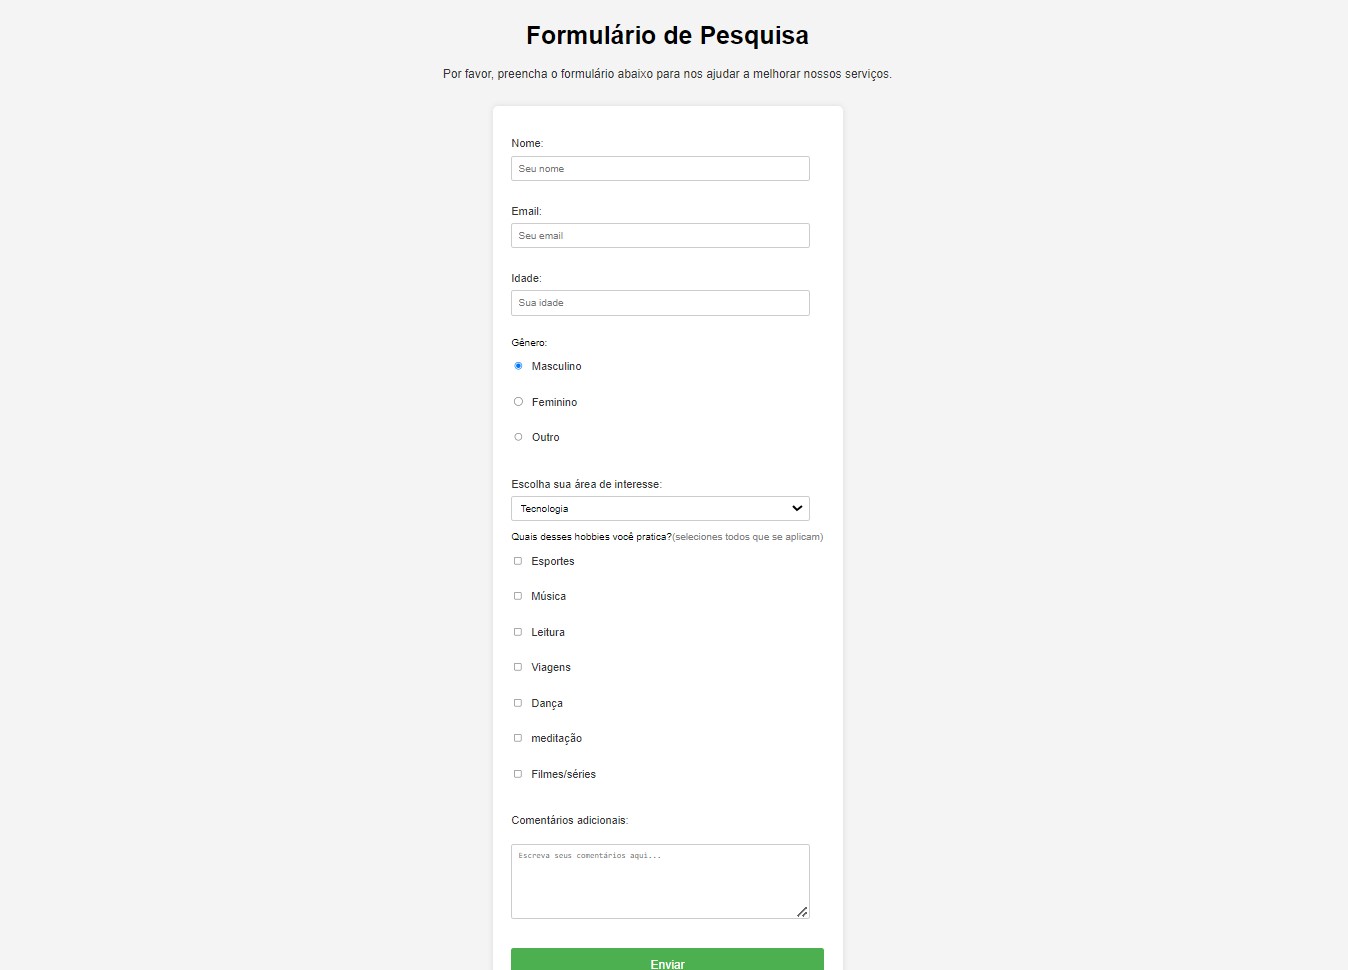 Formulário de Pesquisa
Por favor, preencha o formulário abaixo para nos ajudar a melhorar nossos serviços.
Nome:
Seu nome
Email:
Seu email
Idade:
Sua idade
Gênero:
Masculino
Feminino
Outro
Escolha sua área de interesse:
Tecnologia
Quais desses hobbies você pratica?(seleciones todos que se aplicam)
Esportes
Música
Leitura
Viagens
Dança
meditação
Filmes/séries
Comentários adicionais:
Escreva seus comentários aqui...
Enviar